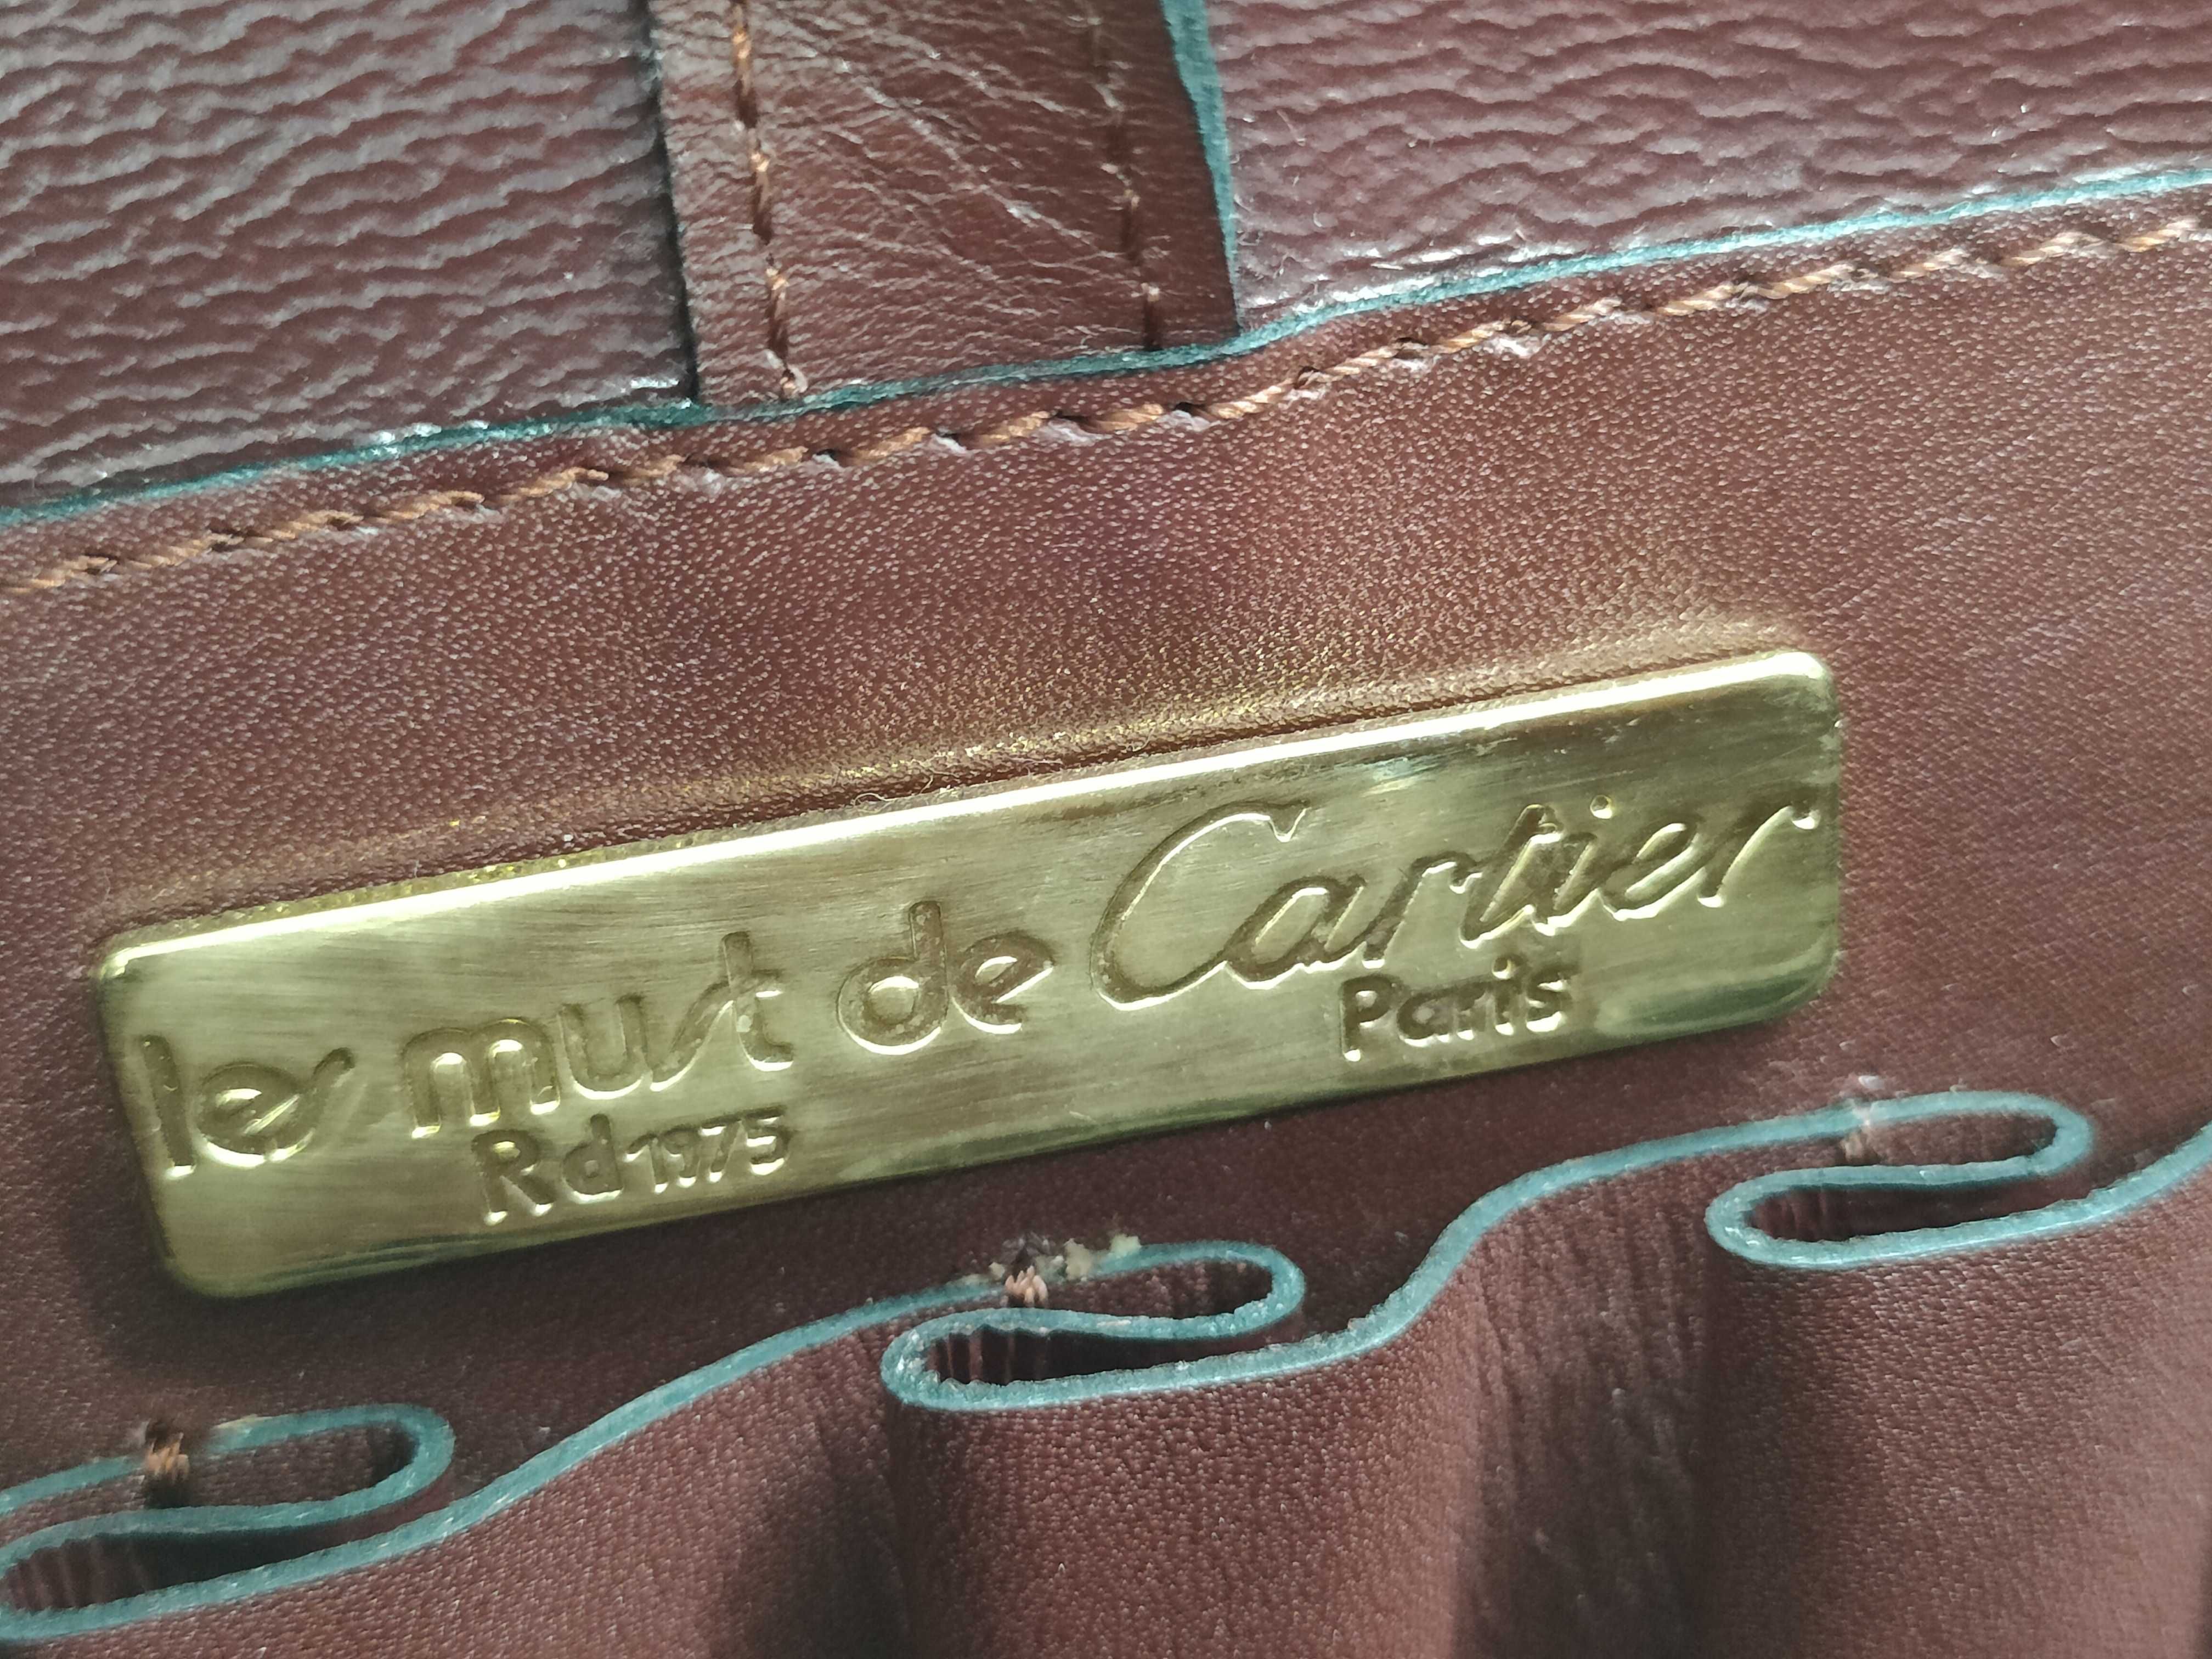 les must de Cartier
Paris
Rd 1975